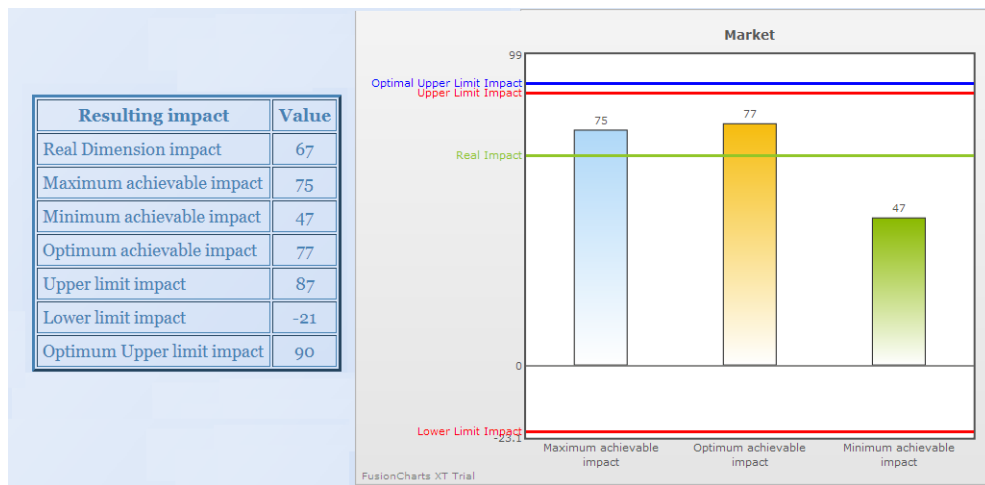 Resulting impact Value
Real Dimension impact 67
Maximum achievable impact 75
Minimum achievable impact 47
Optimum achievable impact 77
Upper limit impact 87
Lower limit impact -21
Optimum Upper limit impact 90
Market
99
Optimal Upper Limit Impact
Upper Limit Impact
75 77
Real Impact
47
0
Lower Limit Impact
-23.1
Maximum achievable impact
Optimum achievable impact
Minimum achievable impact
FusionCharts XT Trial